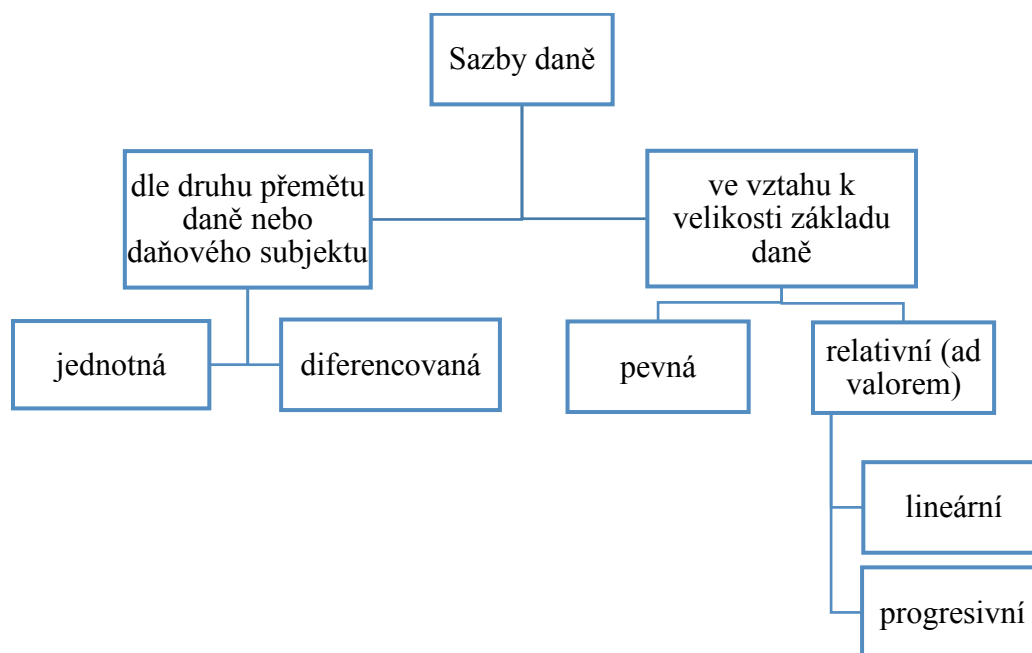 Sazby daně
dle druhu přemětu
daně nebo
daňového subjektu
ve vztahu k
velikosti základu
daně
jednotná
diferencovaná
pevná
relativní (ad
valorem)
lineární
progresivní